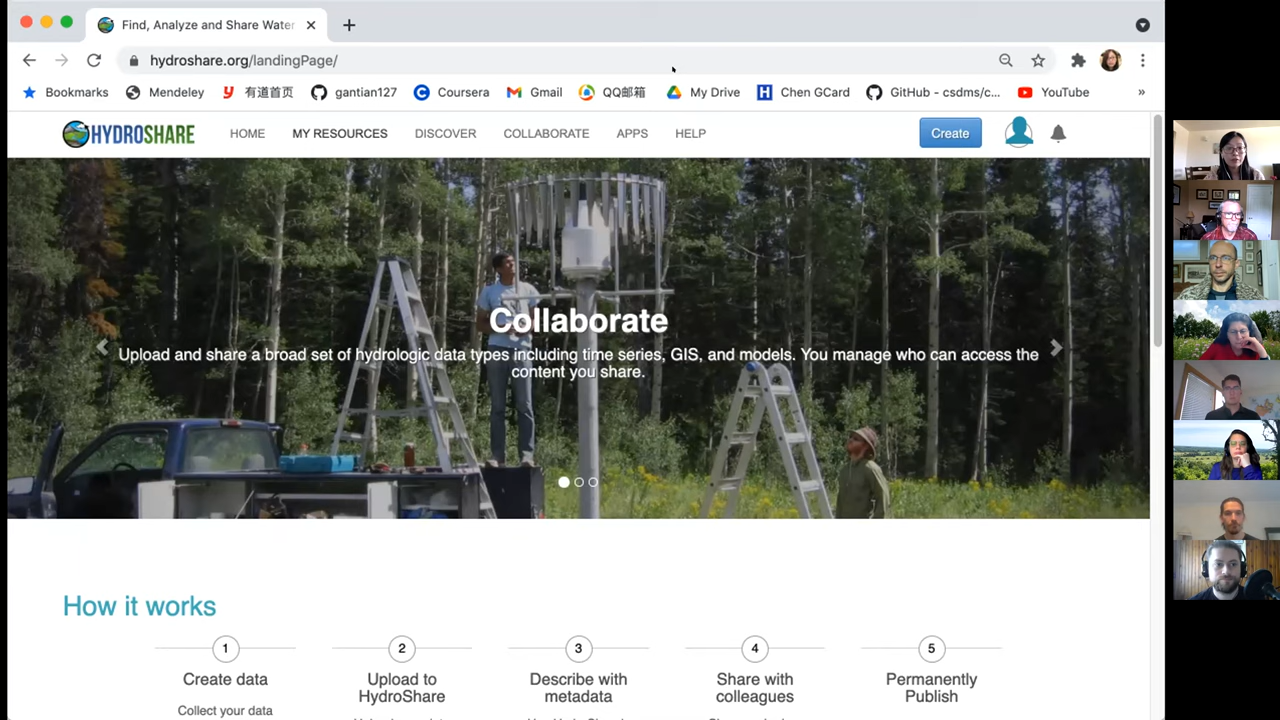 Find, Analyze and Share Water
hydroshare.org/landingPage/
Bookmarks Mendeley 有道首页 gantian127 Coursera Gmail QQ邮箱 My Drive Chen GCard GitHub - csdms/c... YouTube »
HYDROSHARE HOME MY RESOURCES DISCOVER COLLABORATE APPS HELP Create
Collaborate
Upload and share a broad set of hydrologic data types including time series, GIS, and models. You manage who can access the
content you share.
How it works
1 2 3 4 5
Create data
Upload to
HydroShare
Describe with
metadata
Share with
colleagues
Permanently
Publish
Collect your data